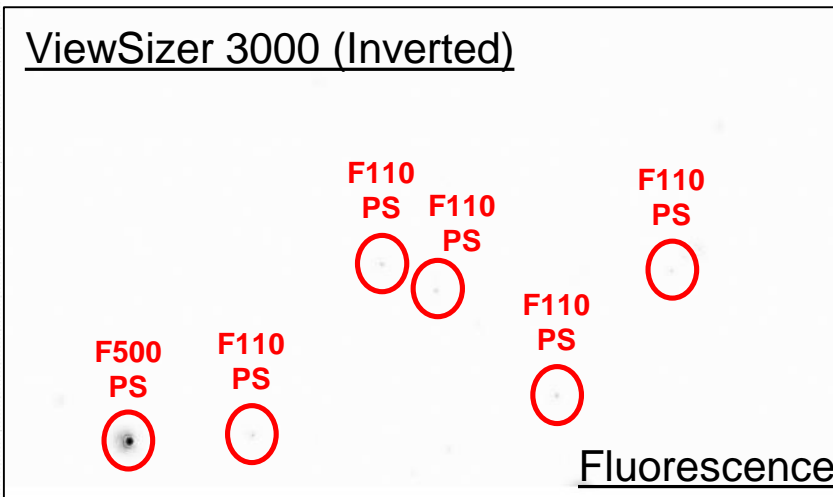 ViewSizer 3000 (Inverted)
F110
PS
F110
PS
F110
PS
F110
PS
F500
PS
F110
PS
Fluorescence